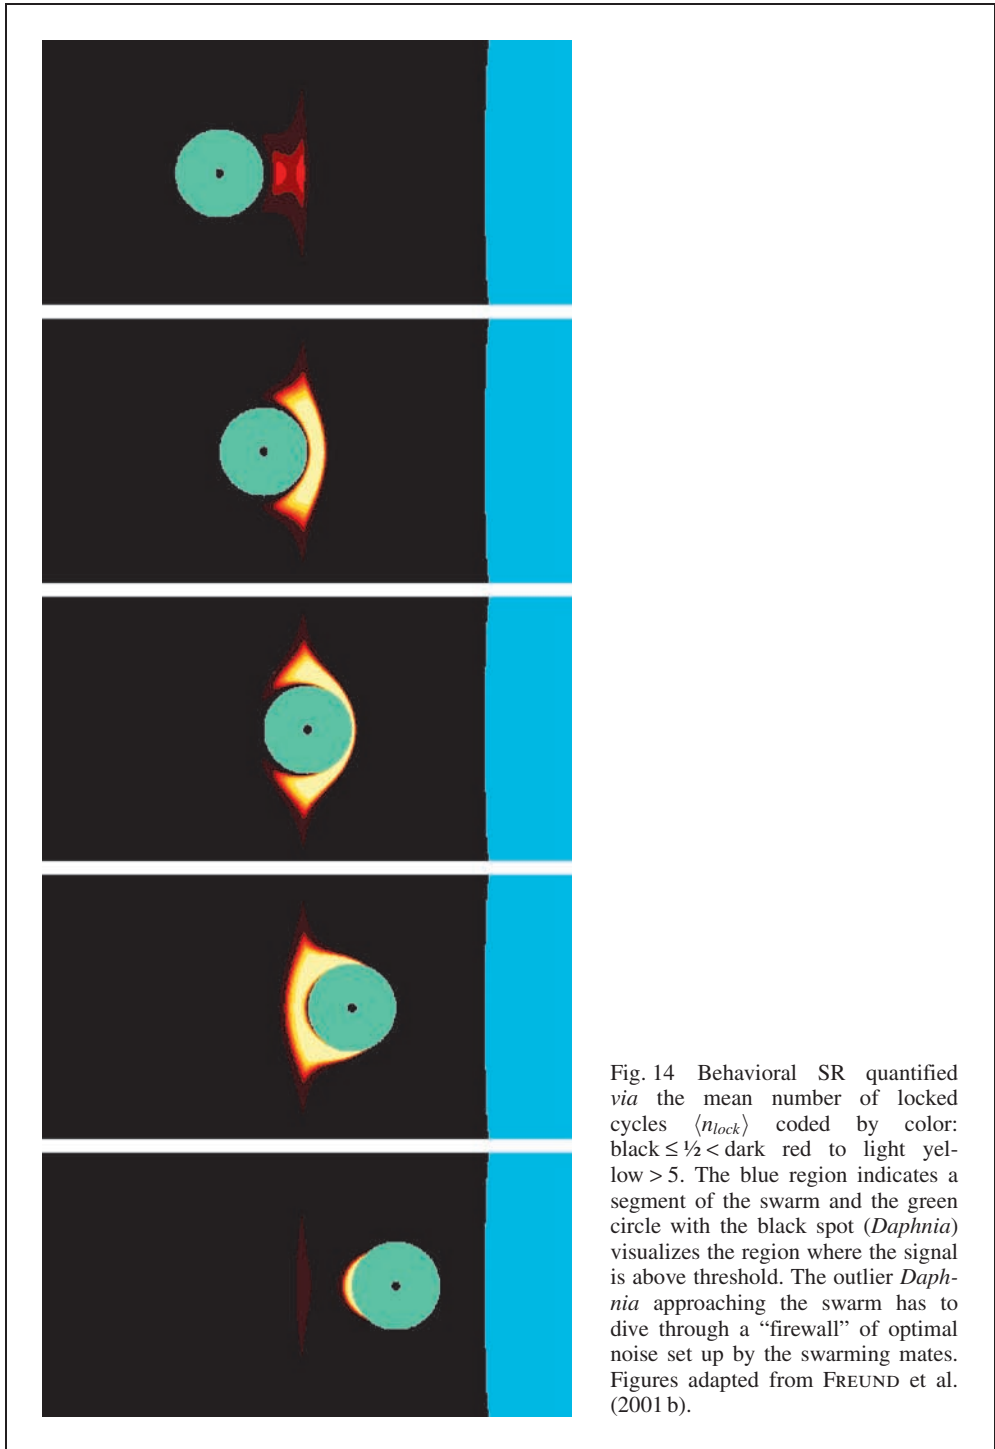 Fig. 14 Behavioral SR quantified
via the mean number of locked
cycles ⟨nlock⟩ coded by color:
black ≤ ½ < dark red to light yel-
low > 5. The blue region indicates a
segment of the swarm and the green
circle with the black spot (Daphnia)
visualizes the region where the signal
is above threshold. The outlier Daph-
nia approaching the swarm has to
dive through a “firewall” of optimal
noise set up by the swarming mates.
Figures adapted from FREUND et al.
(2001 b).